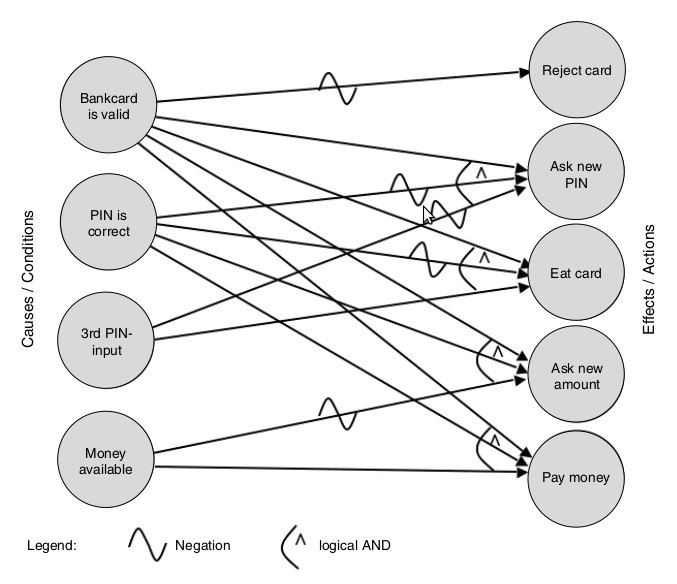 Causes / Conditions
Bankcard
is valid
PIN is
correct
3rd PIN-
input
Money
available
Reject card
Ask new
PIN
Eat card
Ask new
amount
Pay money
Effects / Actions
^
^
^
^
Legend:
Negation
^
logical AND